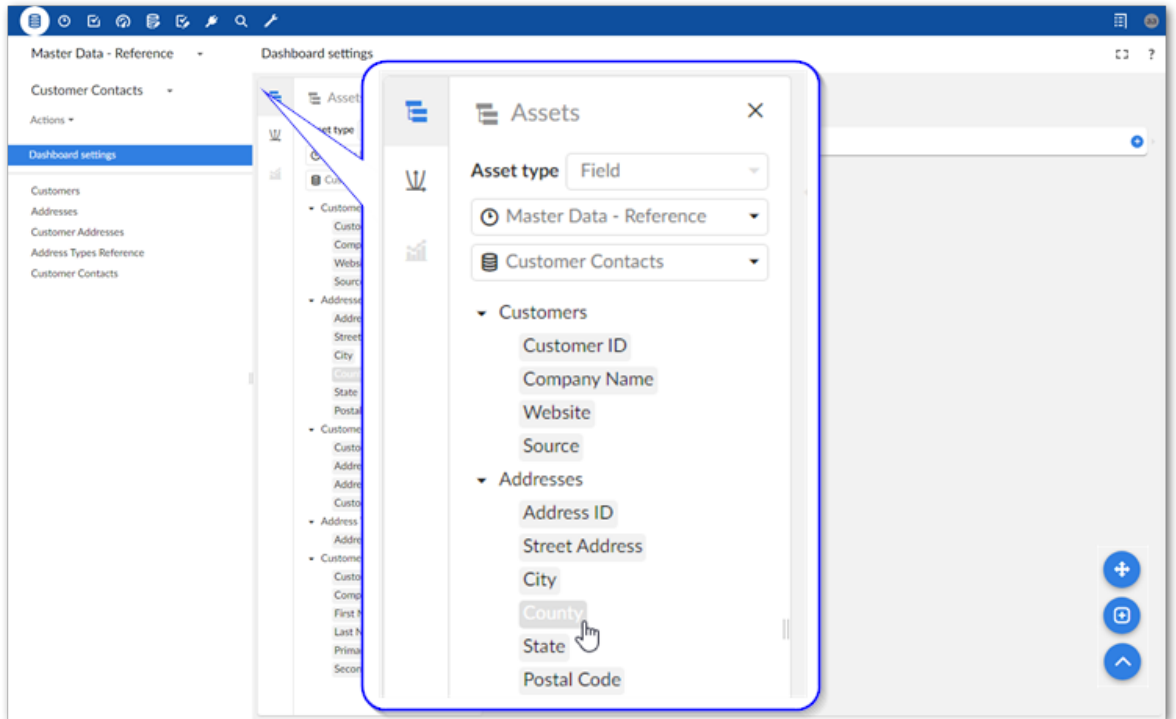 Master Data - Reference
Dashboard settings
?
Customer Contacts
Actions
Dashboard settings
Customers
Addresses
Customer Addresses
Address Types Reference
Customer Contacts
Assets
Asset type Field
Master Data - Reference
Customer Contacts
Customers
Customer ID
Company Name
Website
Source
Addresses
Address ID
Street Address
City
County
State
Postal Code
City
State